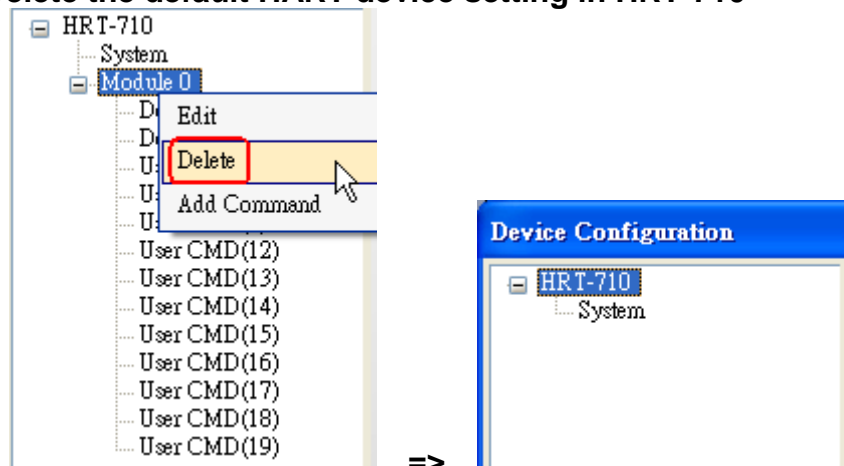 elete the default HART device setting in HRT-710
HRT-710
System
Module 0
Edit
Delete
Add Command
User CMD(12)
User CMD(13)
User CMD(14)
User CMD(15)
User CMD(16)
User CMD(17)
User CMD(18)
User CMD(19)
=>
Device Configuration
HRT-710
System